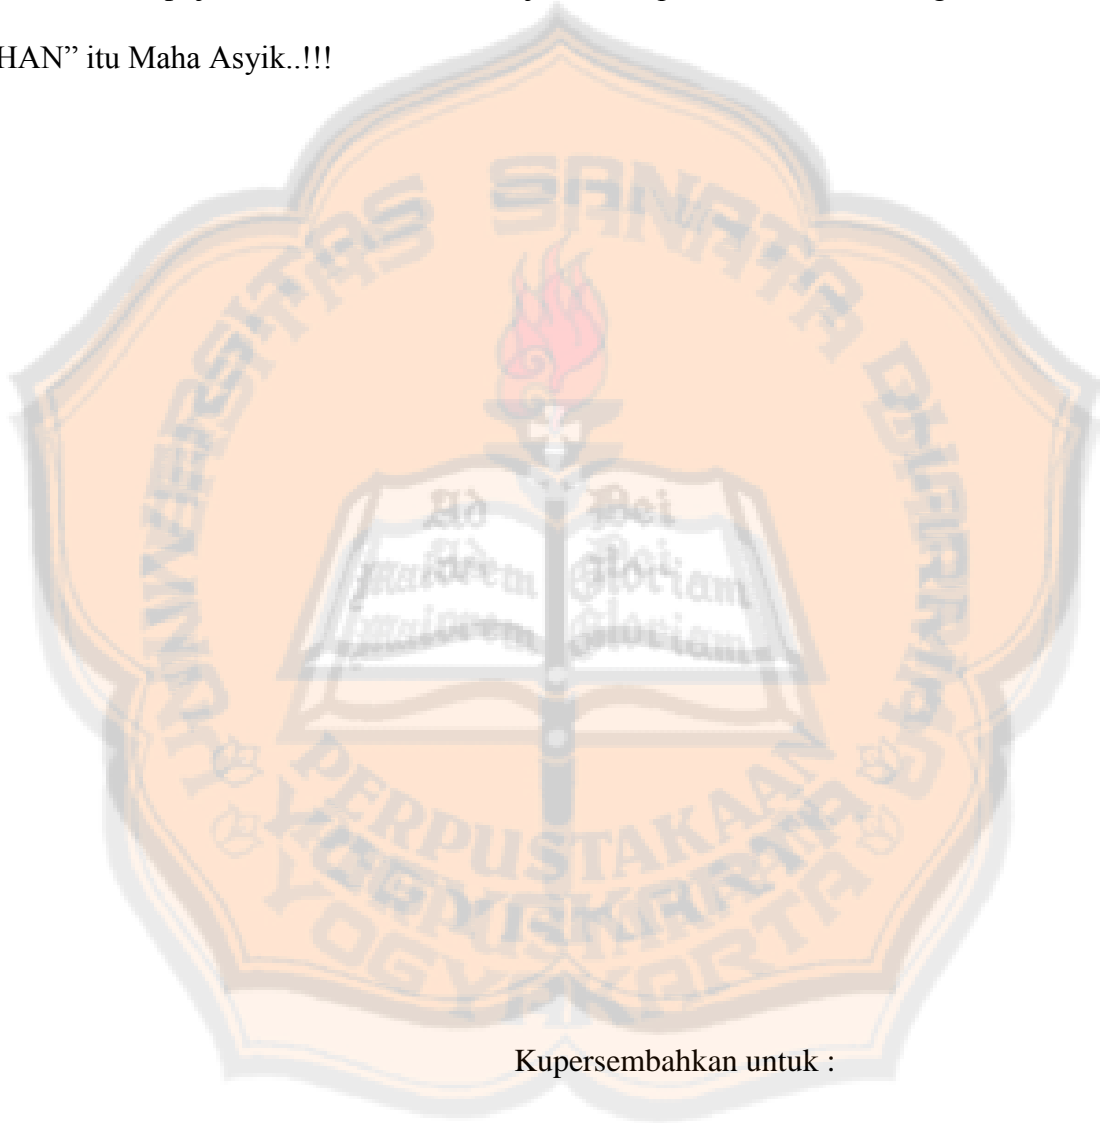 HAN” itu Maha Asyik..!!!
UNIVERSITAS SANATA DHARMA
Ad Dei
Maiorem Gloriam
PERPUSTAKAAN
YOGYAKARTA
Kupersembahkan untuk :